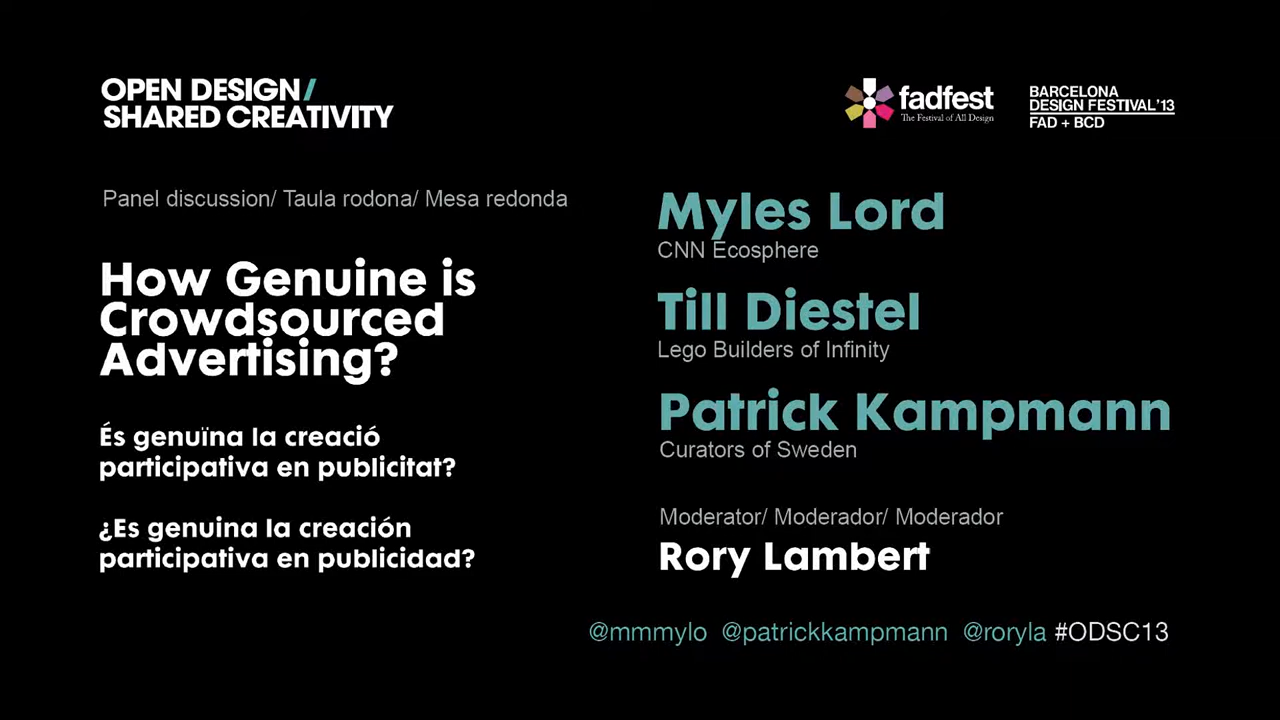 OPEN DESIGN/
SHARED CREATIVITY
fadfest
The Festival of All Design
BARCELONA
DESIGN FESTIVAL'13
FAD + BCD
Panel discussion/ Taula rodona/ Mesa redonda
How Genuine is
Crowdsourced
Advertising?
És genuïna la creació
participativa en publicitat?
¿Es genuina la creación
participativa en publicidad?
Myles Lord
CNN Ecosphere
Till Diestel
Lego Builders of Infinity
Patrick Kampmann
Curators of Sweden
Moderator/ Moderador/ Moderador
Rory Lambert
@mmmylo @patrickkampmann @roryla #ODSC13